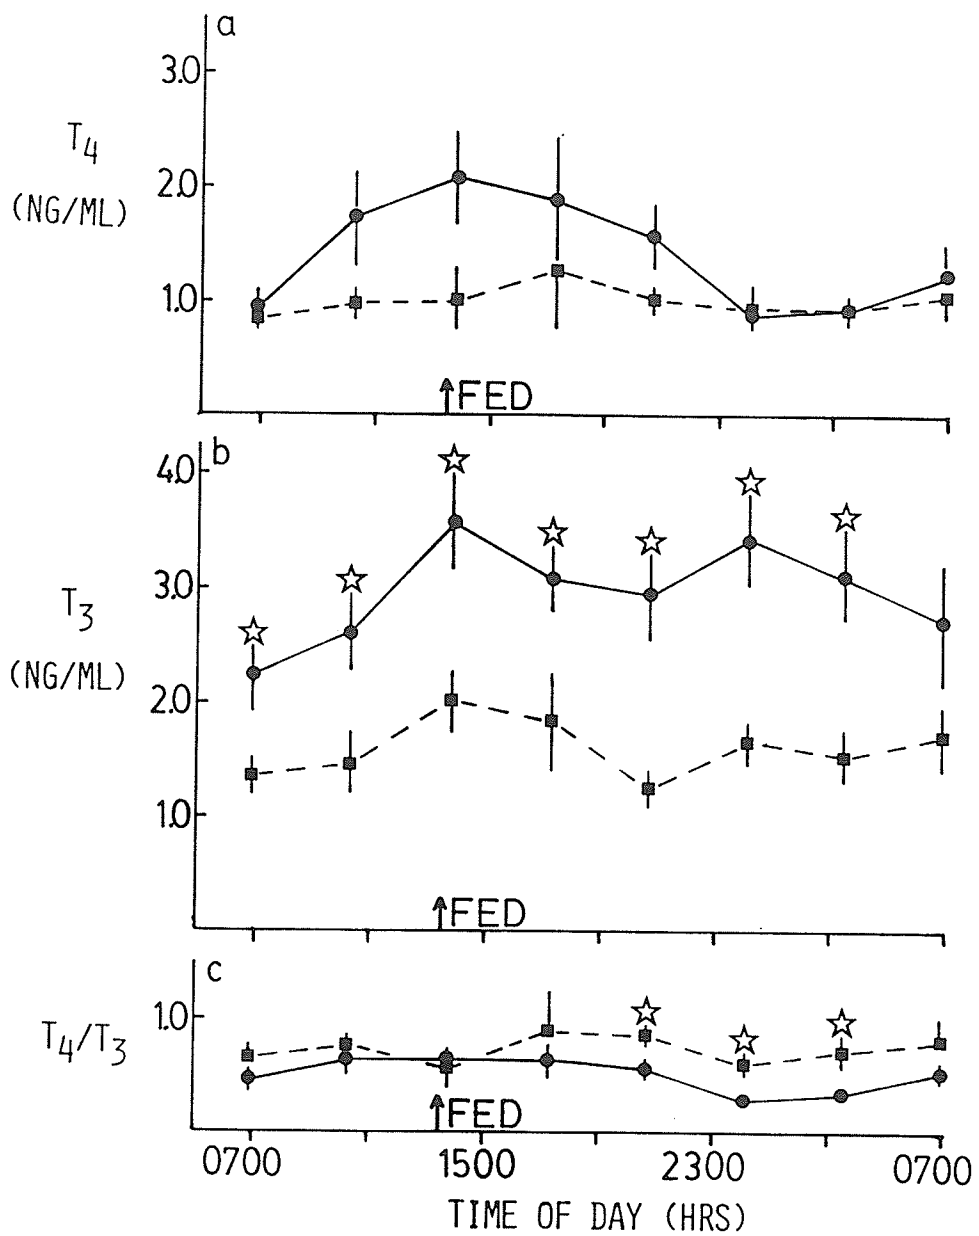 a
3.0
T4
(NG/ML)
2.0
1.0
FED
b
4.0
3.0
T3
(NG/ML)
2.0
1.0
FED
c
1.0
T4/T3
FED
0700 1500 2300 0700
TIME OF DAY (HRS)